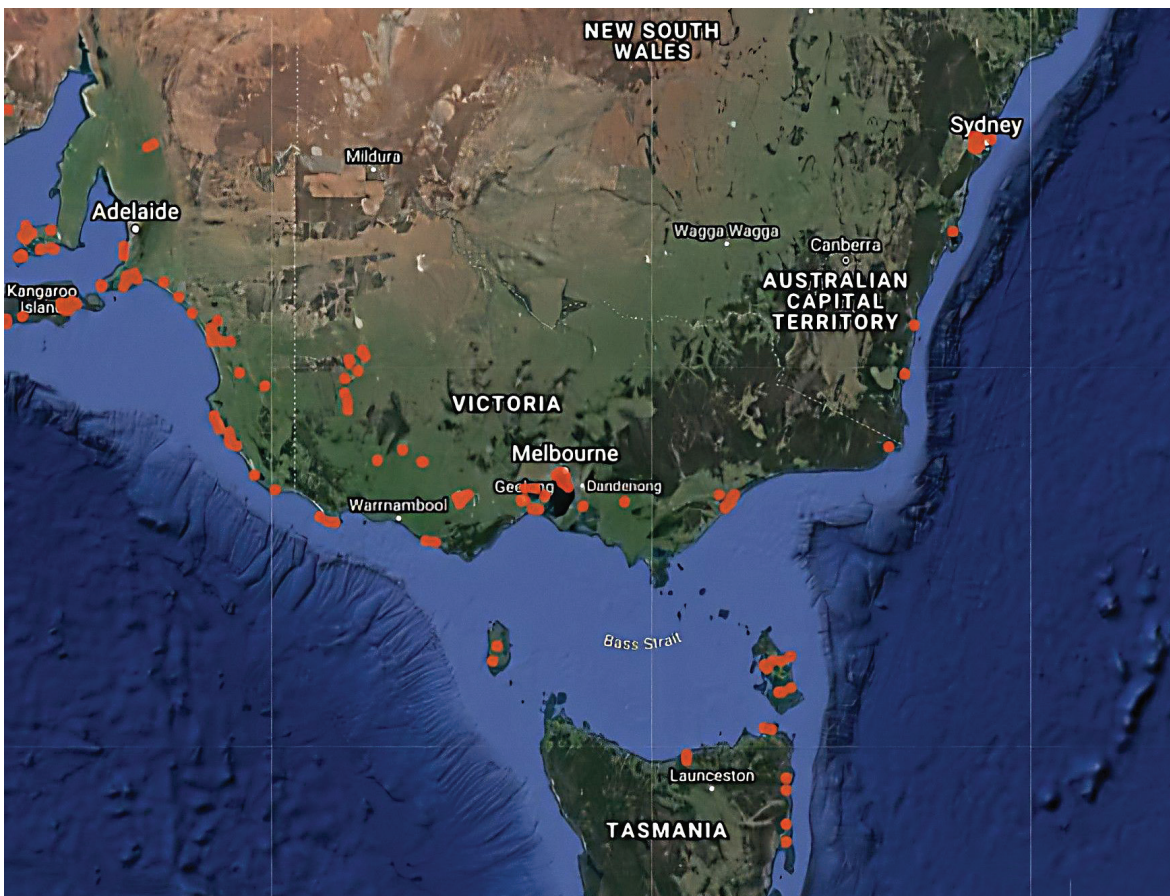 NEW SOUTH
WALES
Sydney
Mildura
Adelaide
Wagga Wagga
Canberra
AUSTRALIAN
CAPITAL
TERRITORY
Kangaroo
Island
VICTORIA
Melbourne
Geelong
Dandenong
Warrnambool
Bass Strait
Launceston
TASMANIA